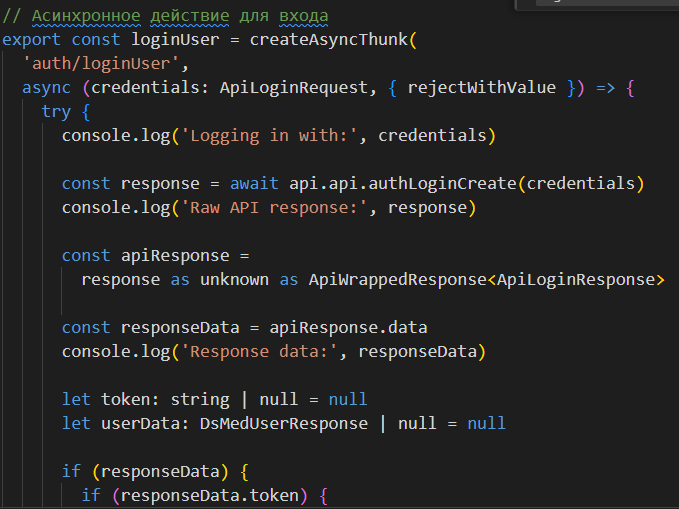 // Асинхронное действие для входа
export const loginUser = createAsyncThunk(
'auth/loginUser',
async (credentials: ApiLoginRequest, { rejectWithValue }) => {
try {
console.log('Logging in with:', credentials)
const response = await api.api.authLoginCreate(credentials)
console.log('Raw API response:', response)
const apiResponse =
response as unknown as ApiWrappedResponse<ApiLoginResponse>
const responseData = apiResponse.data
console.log('Response data:', responseData)
let token: string | null = null
let userData: DsMedUserResponse | null = null
if (responseData) {
if (responseData.token) {